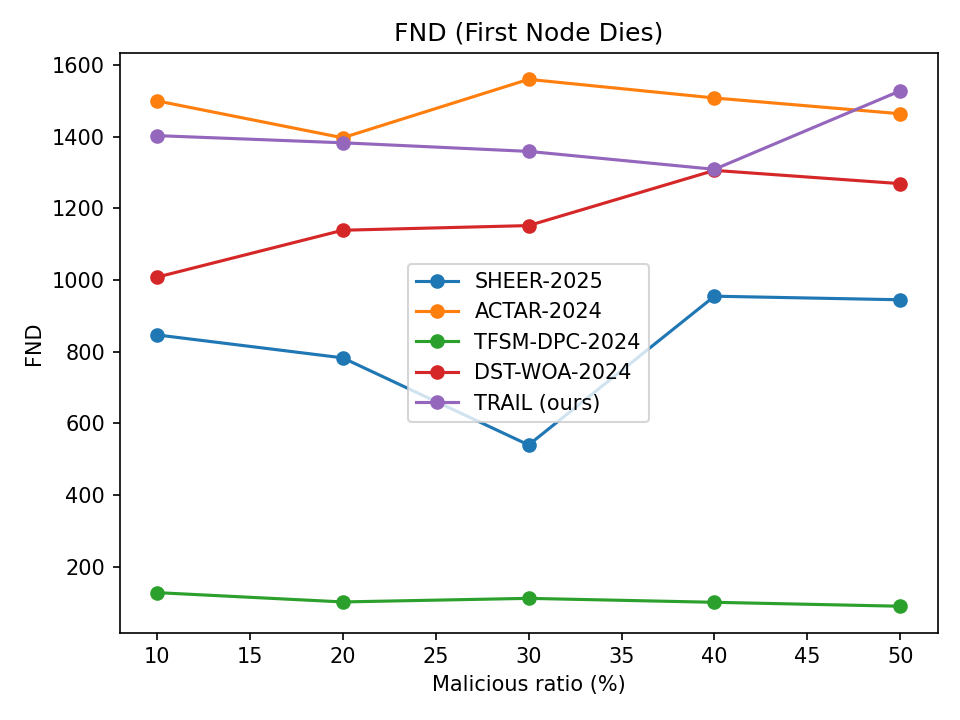 FND (First Node Dies)
1600
1400
1200
1000
800
600
400
200
FND
SHEER-2025
ACTAR-2024
TFSM-DPC-2024
DST-WOA-2024
TRAIL (ours)
10 15 20 25 30 35 40 45 50
Malicious ratio (%)